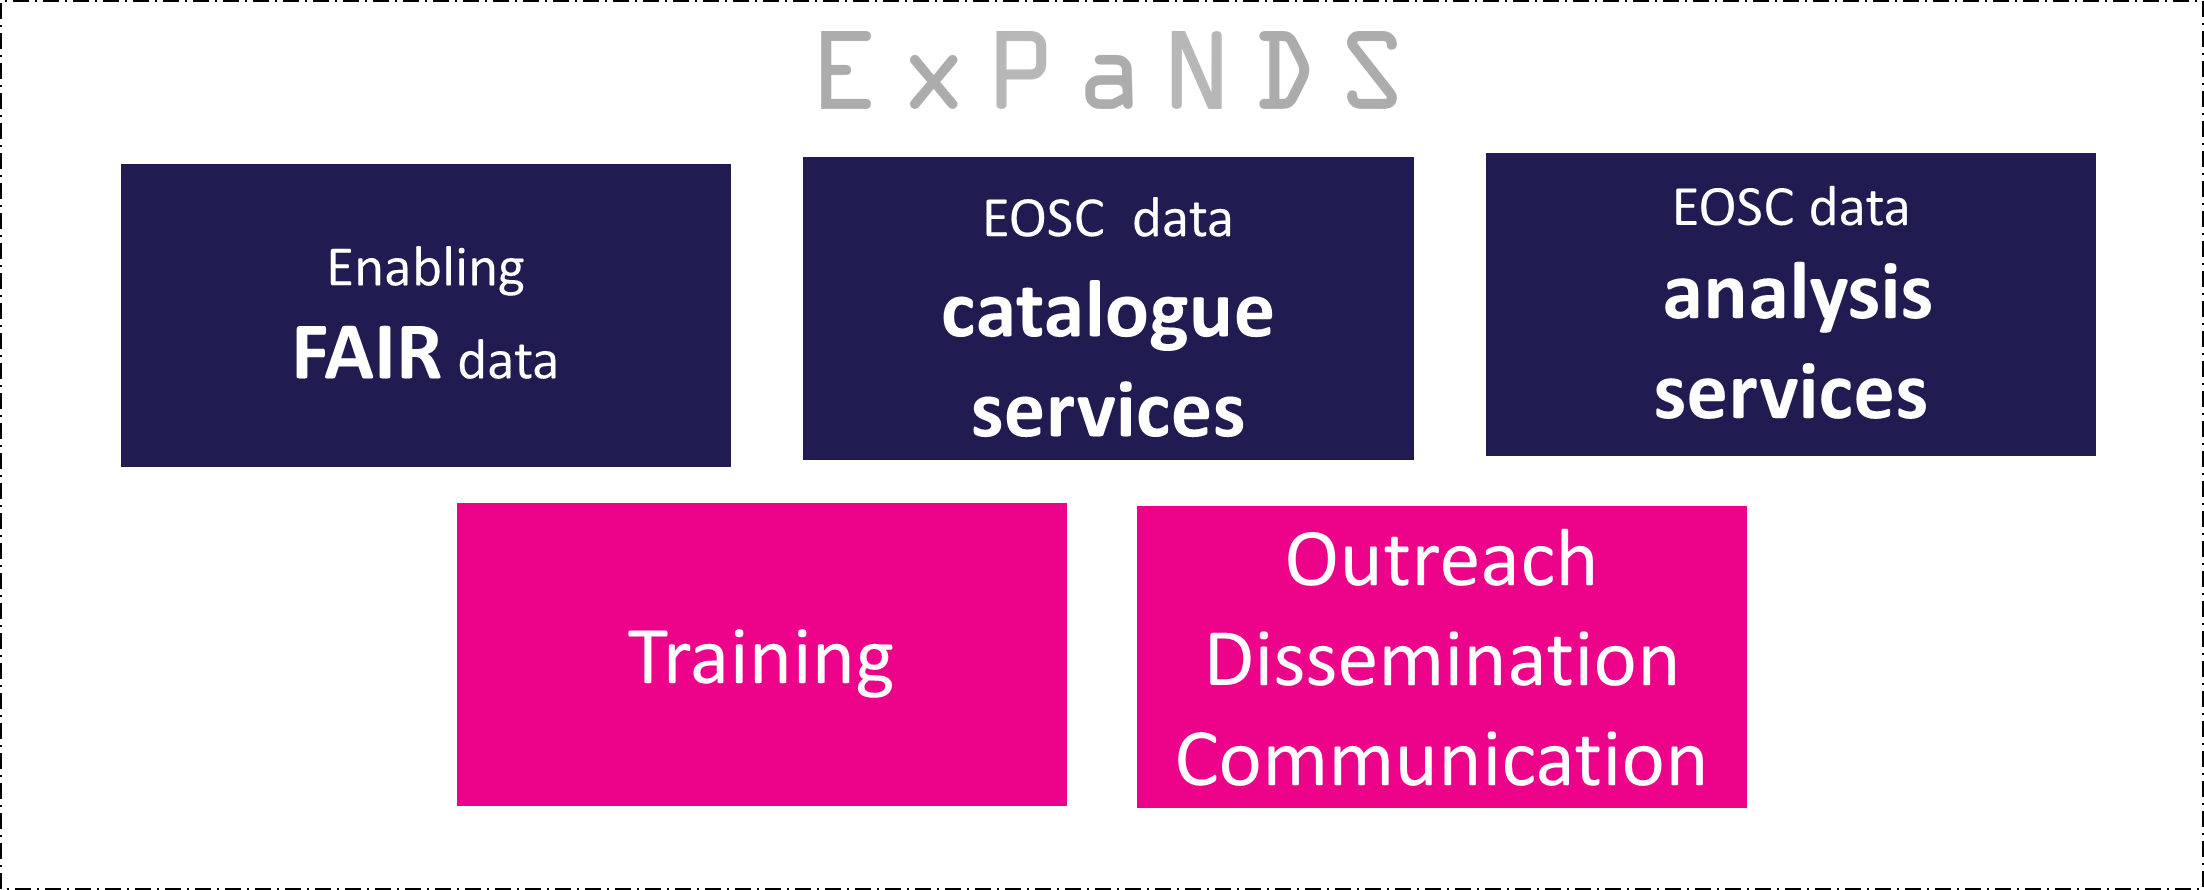 ExPaNDS
Enabling
FAIR data
EOSC data
catalogue
services
EOSC data
analysis
services
Training
Outreach
Dissemination
Communication